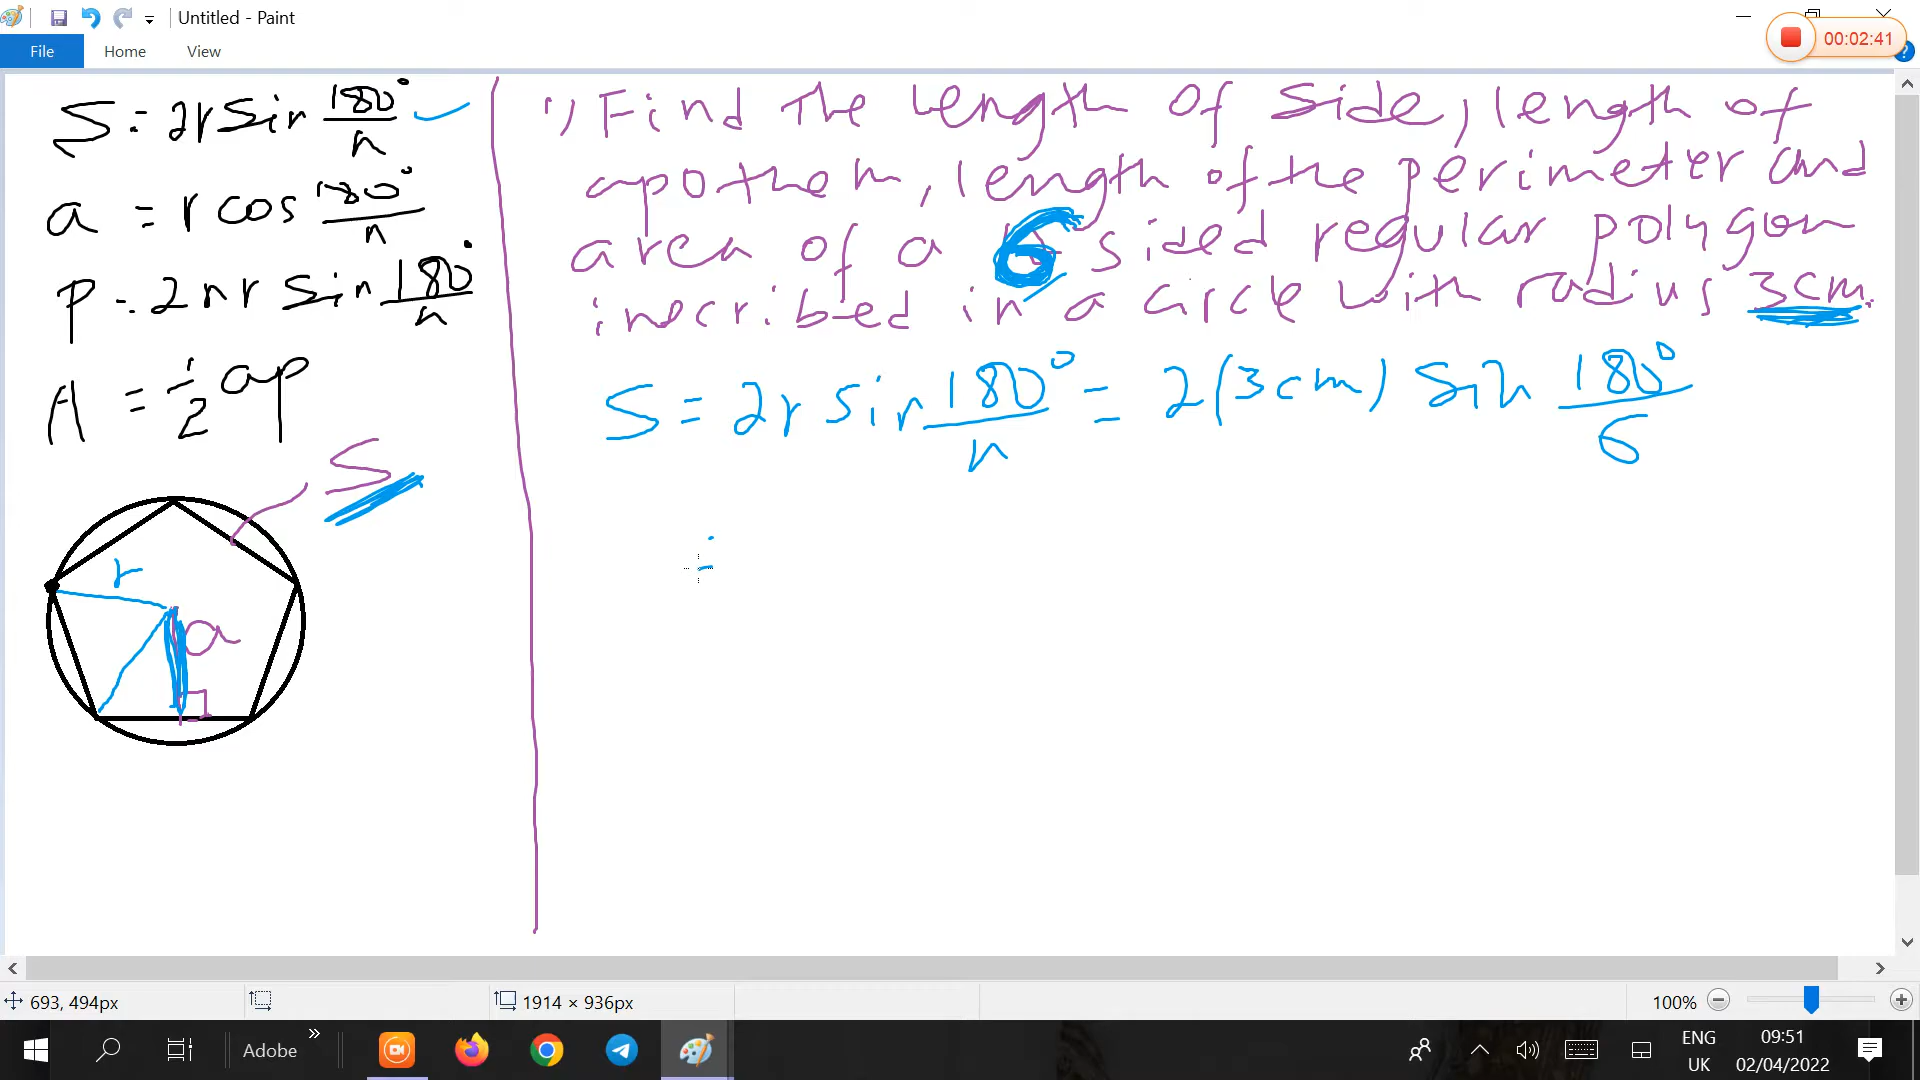 Untitled - Paint
00:02:41
File Home View
S = 2r sin 180°/n
a = r cos 180°/n
P = 2nr sin 180°/n
A = 1/2 ap
S
r
a
1) Find the length of side, length of
apothem, length of the perimeter and
area of a 6 sided regular polygon
inscribed in a circle with radius 3cm.
S = 2r sin 180°/n = 2(3cm) sin 180°/6
=
693, 494px
1914 × 936px
100%
Adobe
»
ENG
UK
09:51
02/04/2022